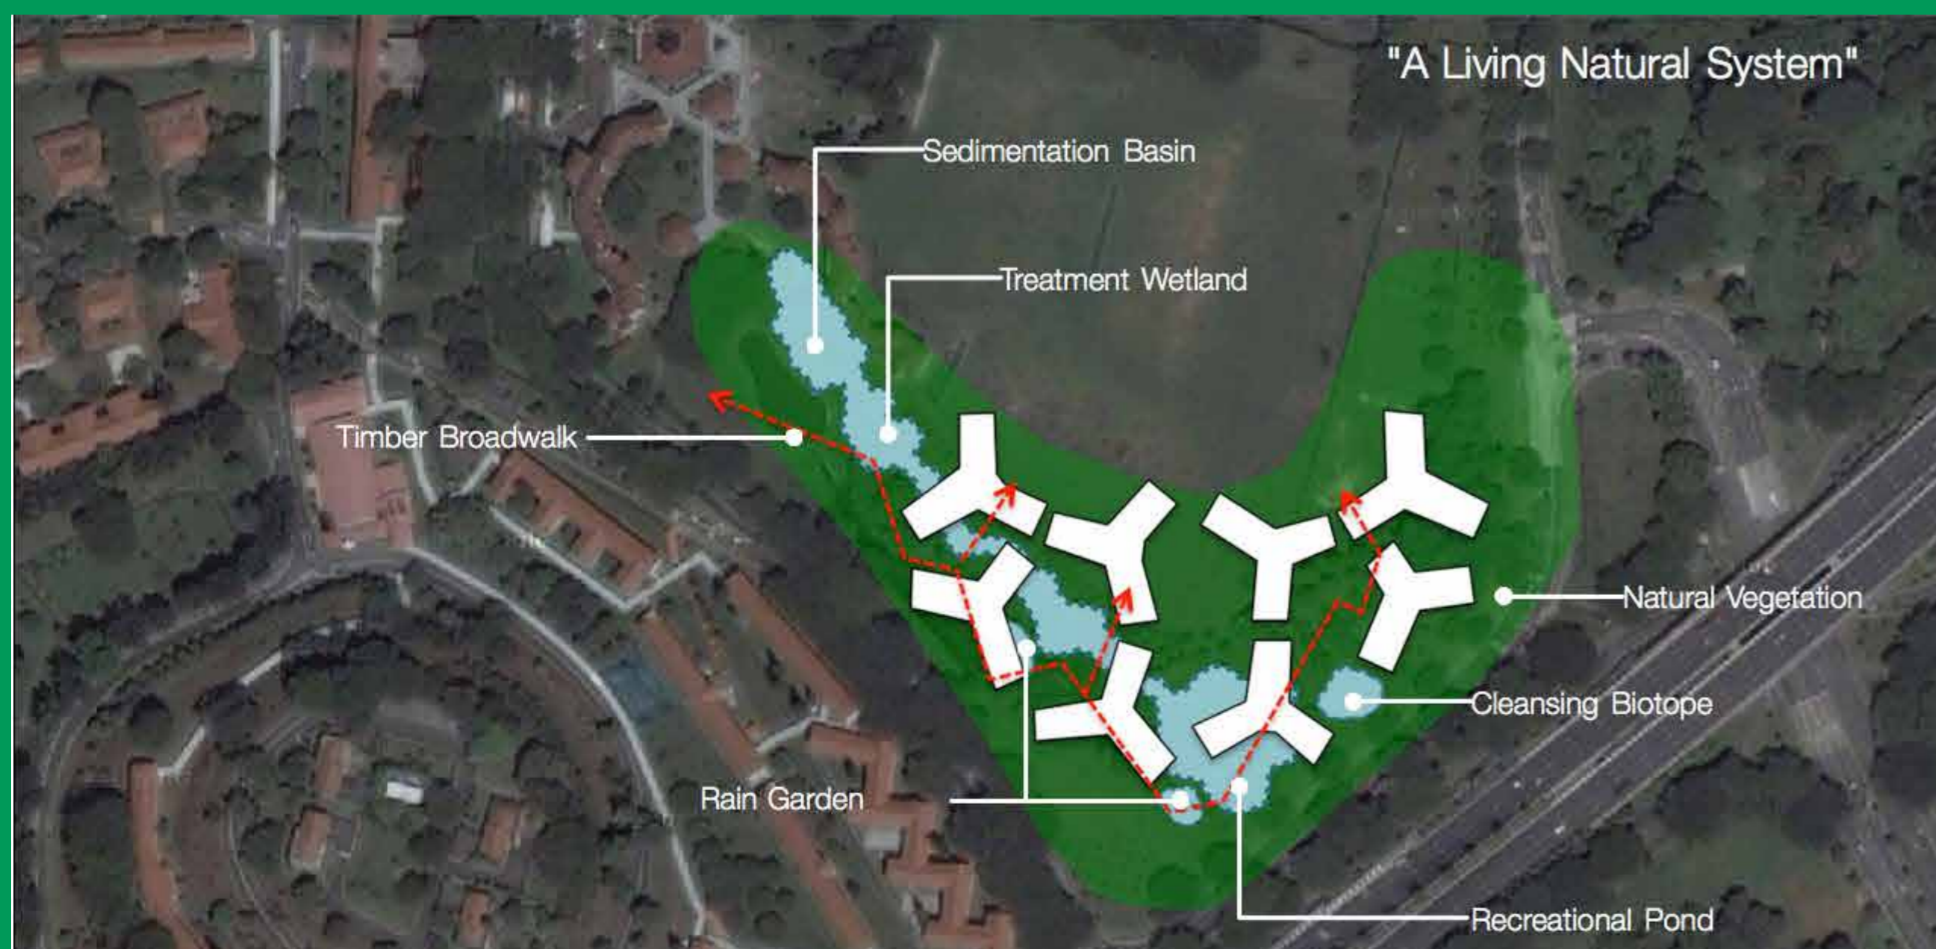 "A Living Natural System"
Sedimentation Basin
Treatment Wetland
Timber Broadwalk
Natural Vegetation
Cleansing Biotope
Rain Garden
Recreational Pond